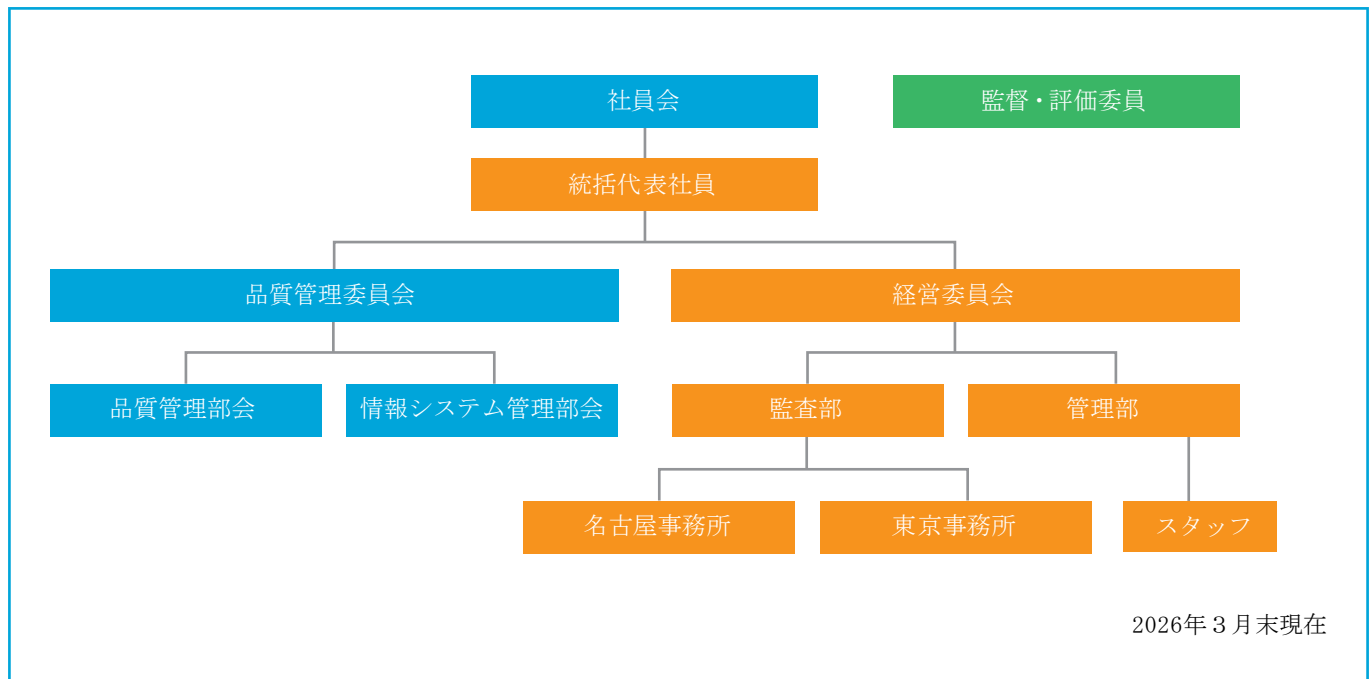 社員会
監督・評価委員
統括代表社員
品質管理委員会
経営委員会
品質管理部会
情報システム管理部会
監査部
管理部
名古屋事務所
東京事務所
スタッフ
2026年３月末現在